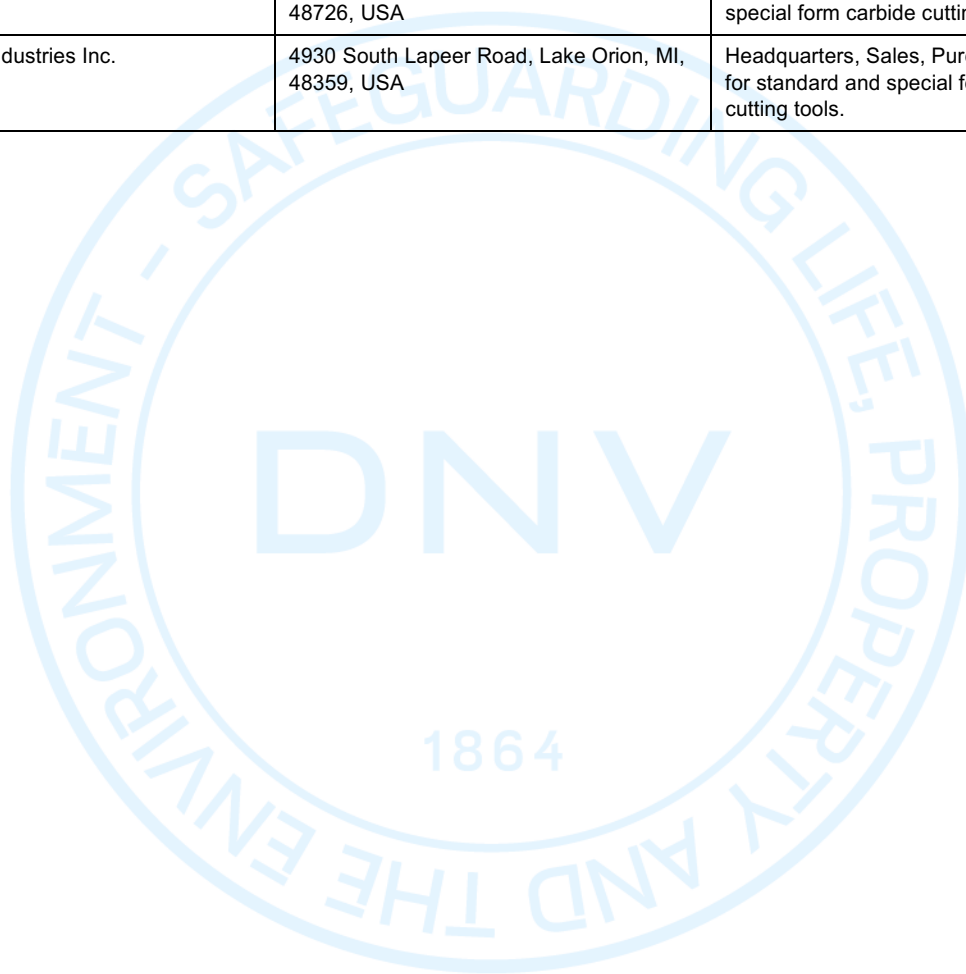 48726, USA
special form carbide cutti
dustries Inc.
4930 South Lapeer Road, Lake Orion, MI,
48359, USA
Headquarters, Sales, Pur
for standard and special f
cutting tools.
SAFEGUARDING LIFE, PROPERTY AND THE ENVIRONMENT -
DNV
1864